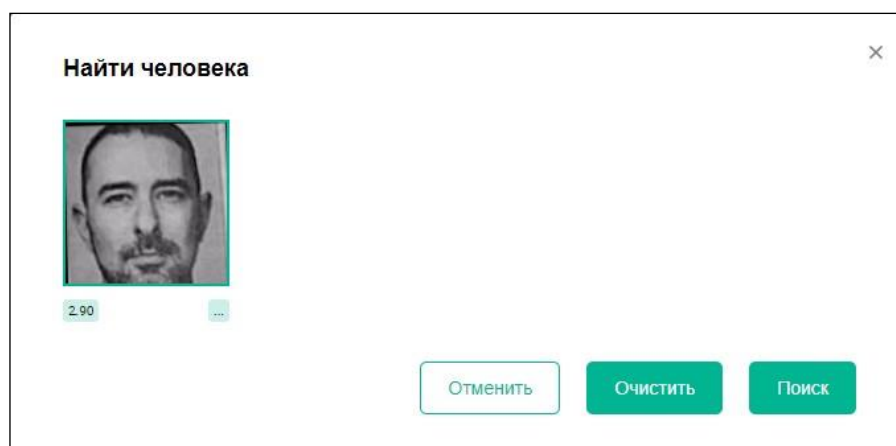 Найти человека
×
2.90
...
Отменить
Очистить
Поиск